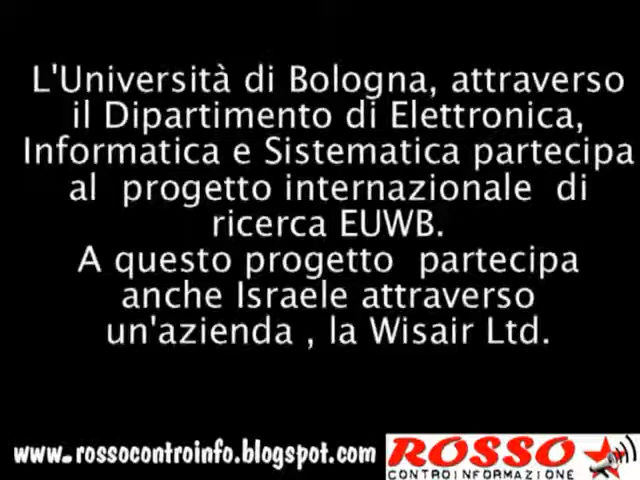 L'Università di Bologna, attraverso
il Dipartimento di Elettronica,
Informatica e Sistematica partecipa
al progetto internazionale di
ricerca EUWB.
A questo progetto partecipa
anche Israele attraverso
un'azienda , la Wisair Ltd.
www.rossocontroinfo.blogspot.com
ROSSO
CONTROINFORMAZIONE